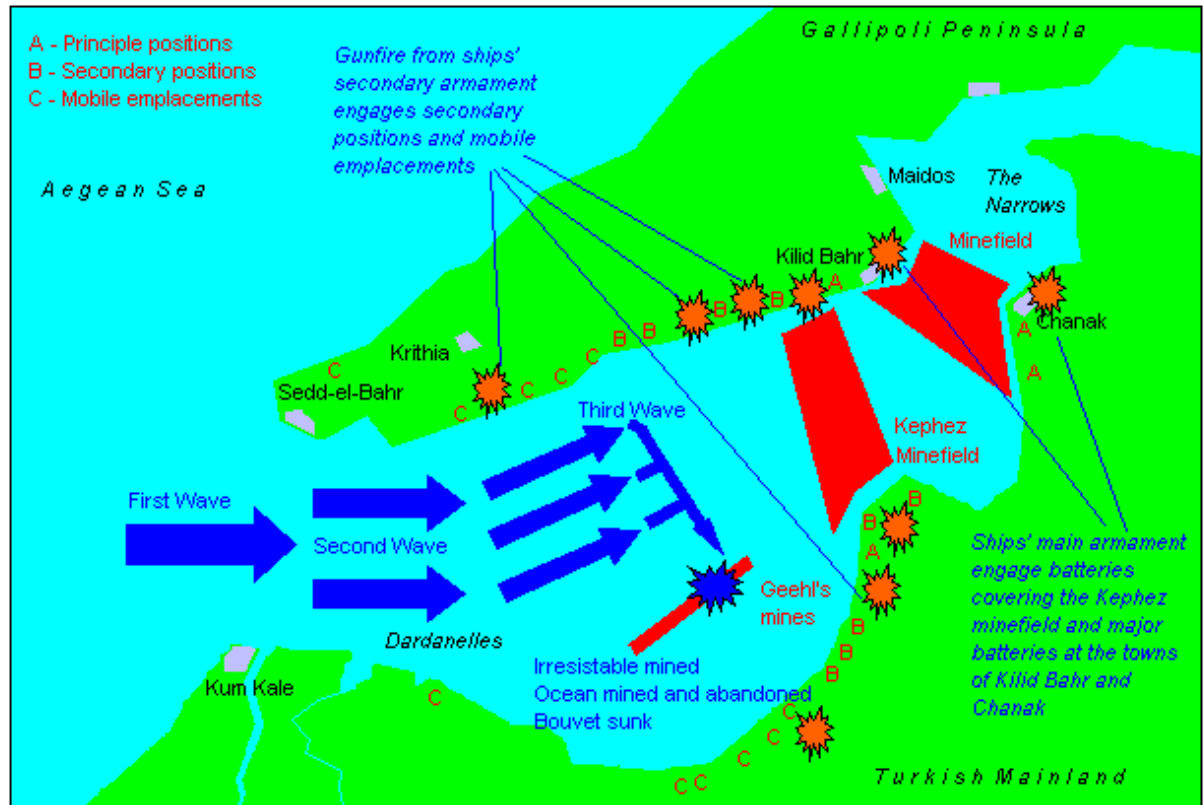 A - Principle positions
B - Secondary positions
C - Mobile emplacements
Gunfire from ships'
secondary armament
engages secondary
positions and mobile
emplacements
Gallipoli Peninsula
Aegean Sea
Maidos
The
Narrows
Minefield
Kilid Bahr
A
B
B
B
B
C
C
C
C
C
Chanak
A
A
Krithia
Sedd-el-Bahr
Third Wave
Kephez
Minefield
First Wave
Second Wave
B
B
A
Ships' main armament
engage batteries
covering the Kephez
minefield and major
batteries at the towns
of Kilid Bahr and
Chanak
Geehl's
mines
Dardanelles
Irresistable mined
Ocean mined and abandoned
Bouvet sunk
B
B
B
Kum Kale
C
C
C
C
C
C
Turkish Mainland